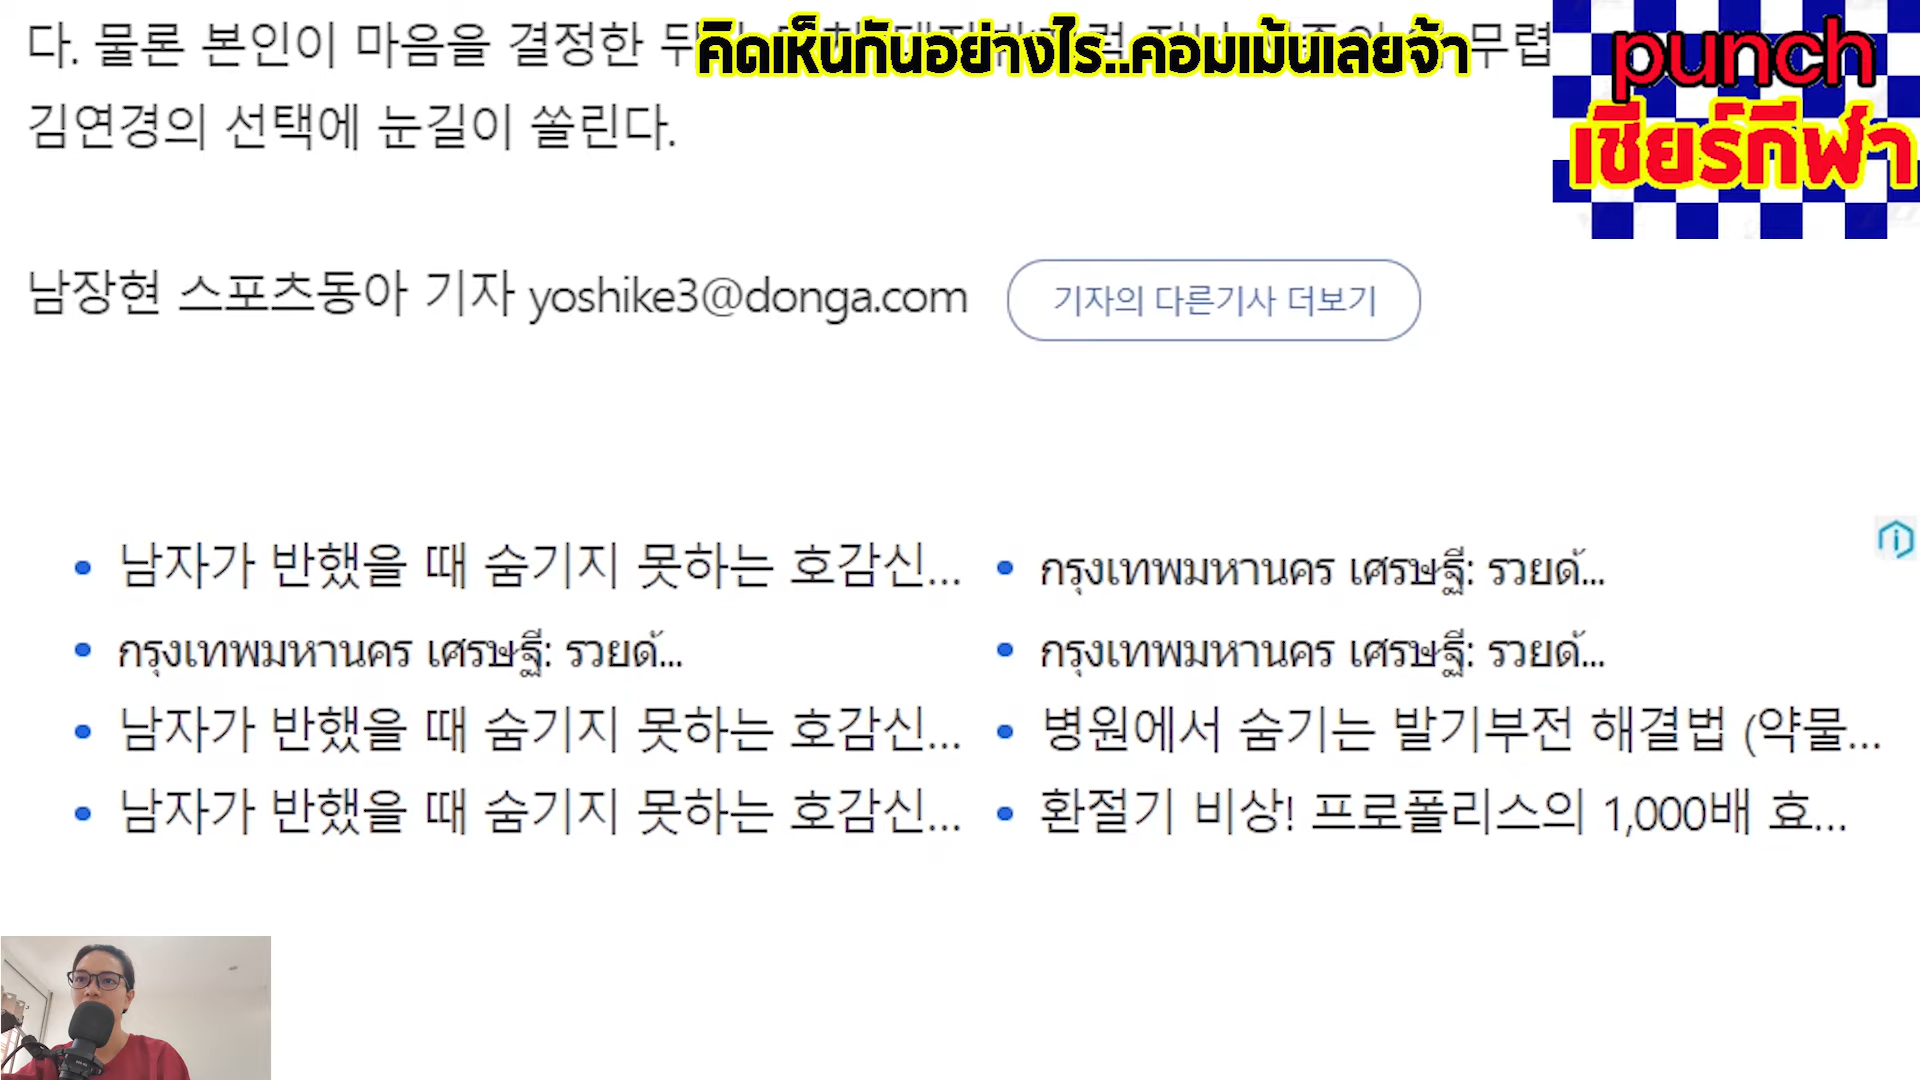 다. 물론 본인이 마음을 결정한 뒤 무렵
คิดเห็นกันอย่างไร..คอมเม้นเลยจ้า
punch
เชียร์กีฬา
김연경의 선택에 눈길이 쏠린다.
남장현 스포츠동아 기자 yoshike3@donga.com
기자의 다른기사 더보기
남자가 반했을 때 숨기지 못하는 호감신...
กรุงเทพมหานคร เศรษฐี: รวยด้...
กรุงเทพมหานคร เศรษฐี: รวยด้...
กรุงเทพมหานคร เศรษฐี: รวยด้...
남자가 반했을 때 숨기지 못하는 호감신...
병원에서 숨기는 발기부전 해결법 (약물...
남자가 반했을 때 숨기지 못하는 호감신...
환절기 비상! 프로폴리스의 1,000배 효...